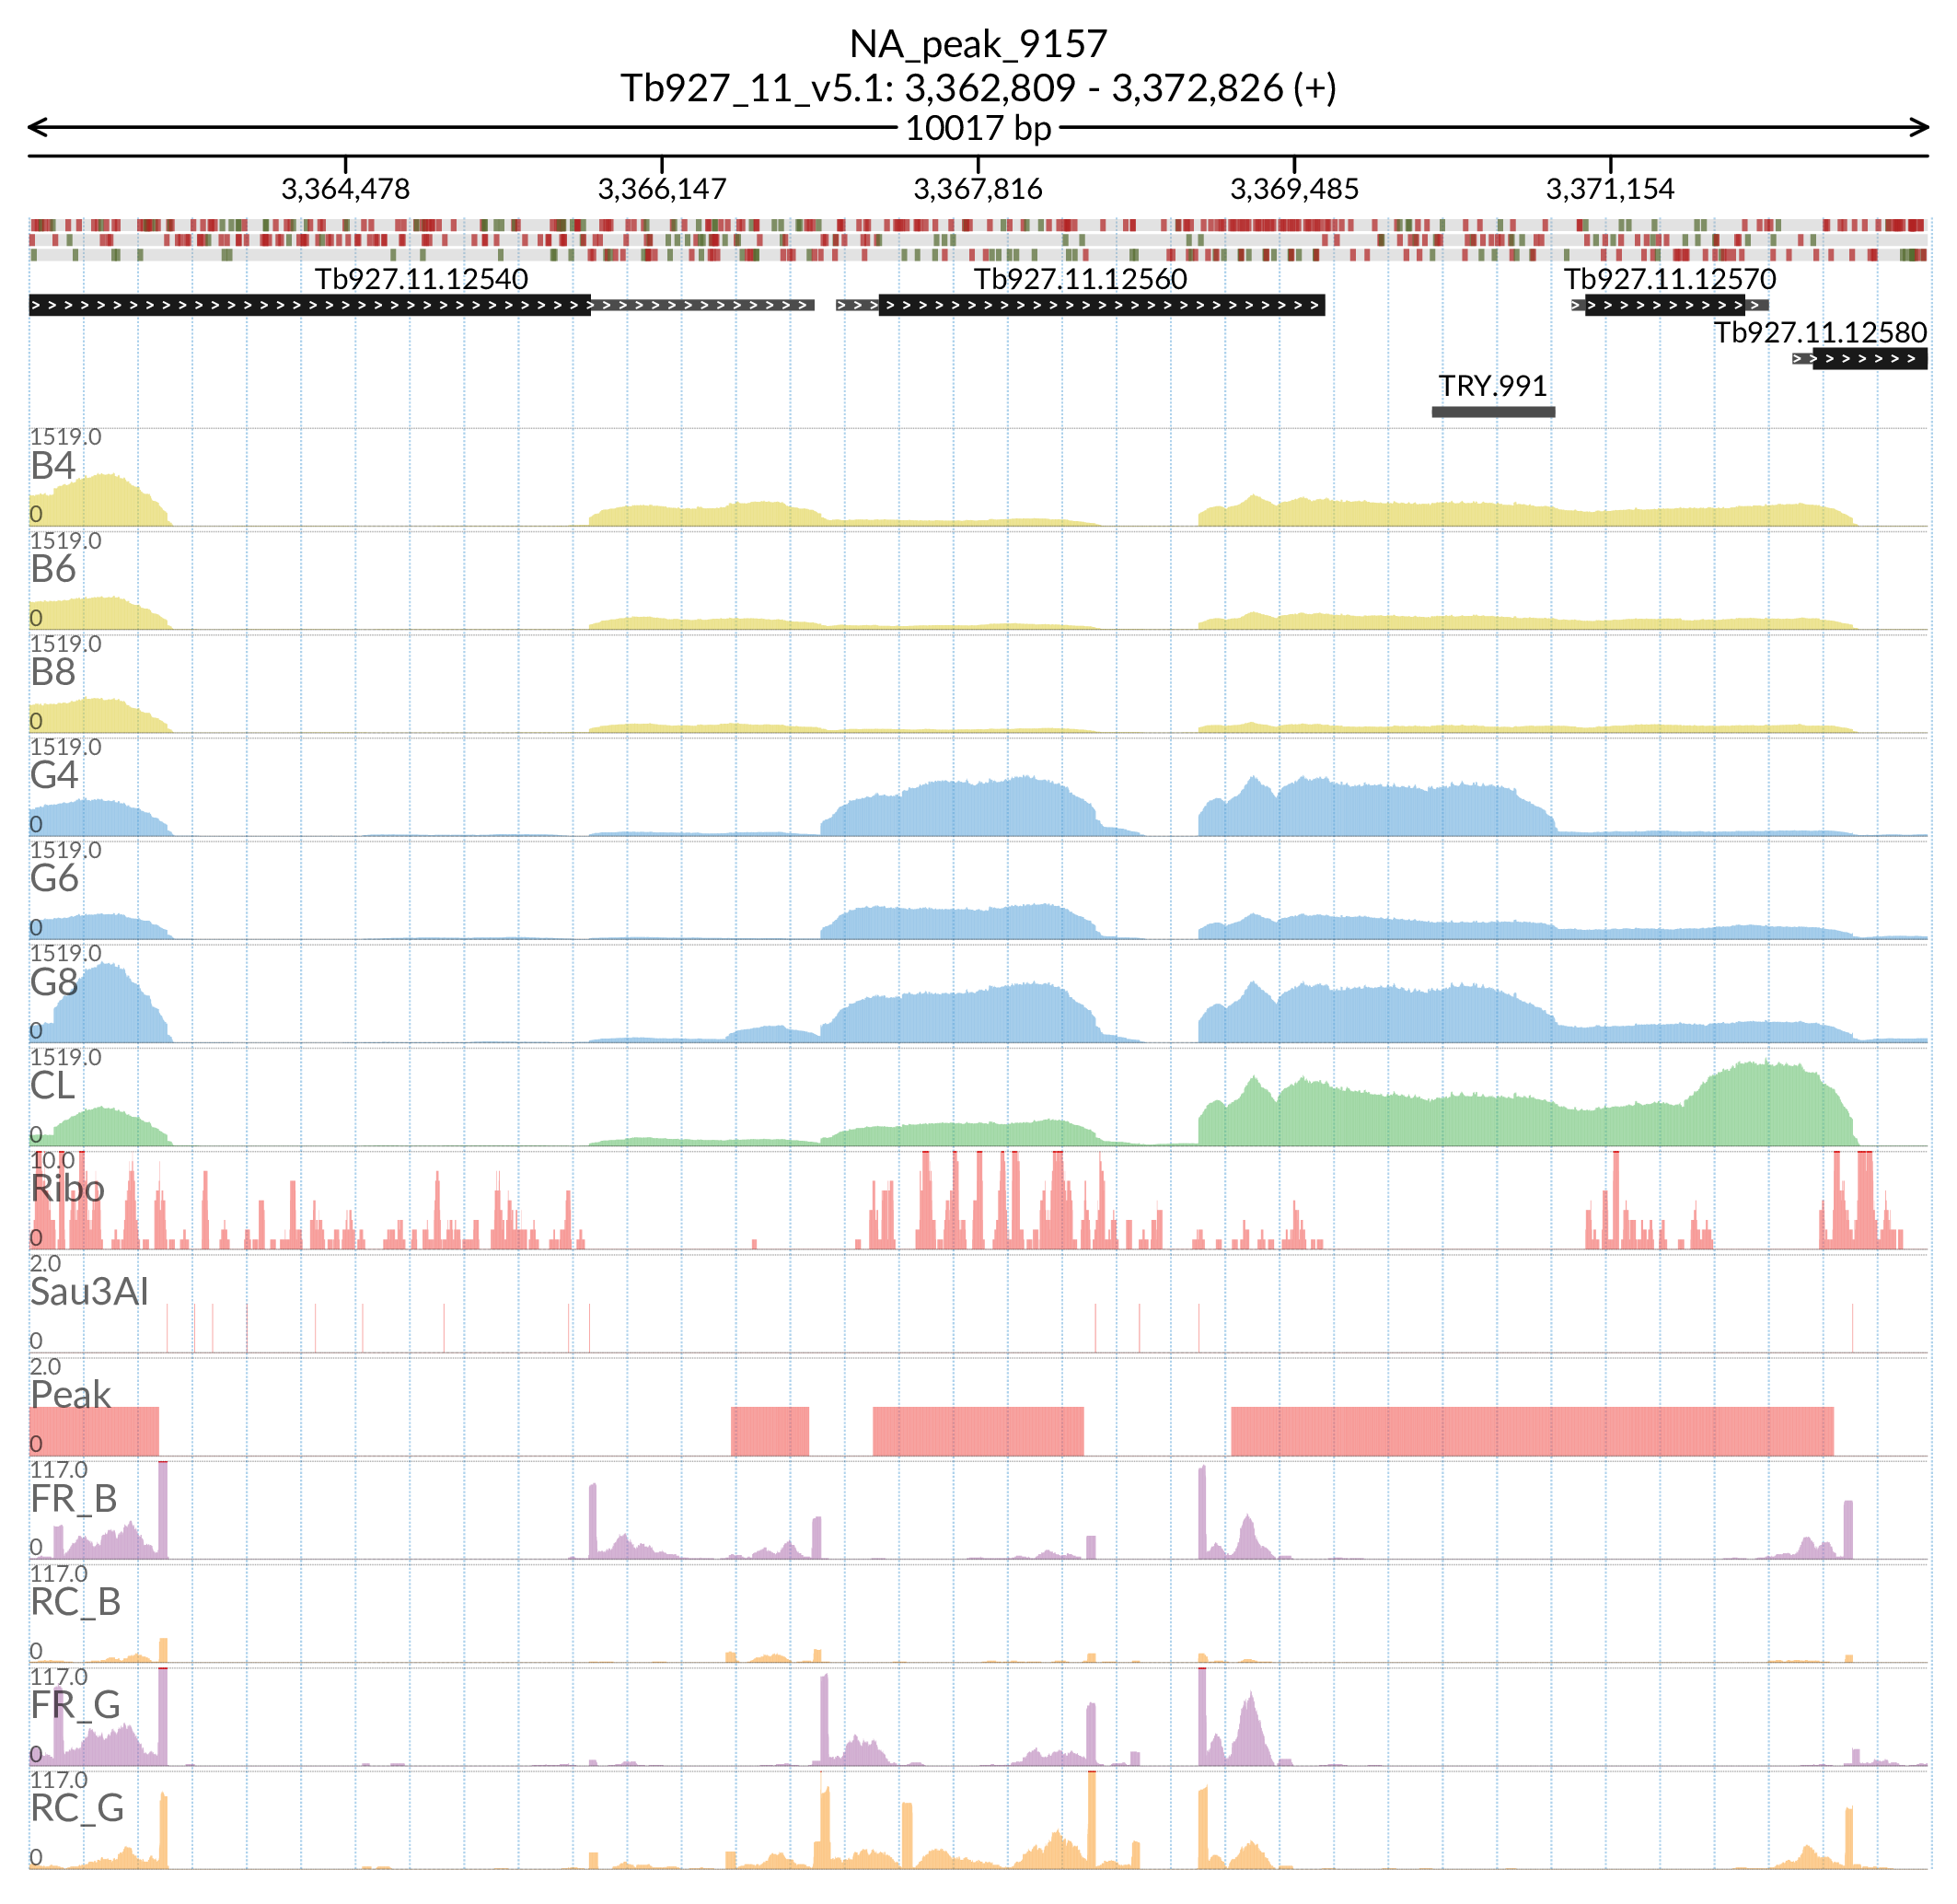 NA_peak_9157
Tb927_11_v5.1: 3,362,809 - 3,372,826 (+)
10017 bp
3,364,478 3,366,147 3,367,816 3,369,485 3,371,154
Tb927.11.12540 Tb927.11.12560 Tb927.11.12570
Tb927.11.12580
TRY.991
1519.0
B4
0
1519.0
B6
0
1519.0
B8
0
1519.0
G4
0
1519.0
G6
0
1519.0
G8
0
1519.0
CL
0
10.0
Ribo
0
2.0
Sau3AI
0
2.0
Peak
0
117.0
FR_B
0
117.0
RC_B
0
117.0
FR_G
0
117.0
RC_G
0